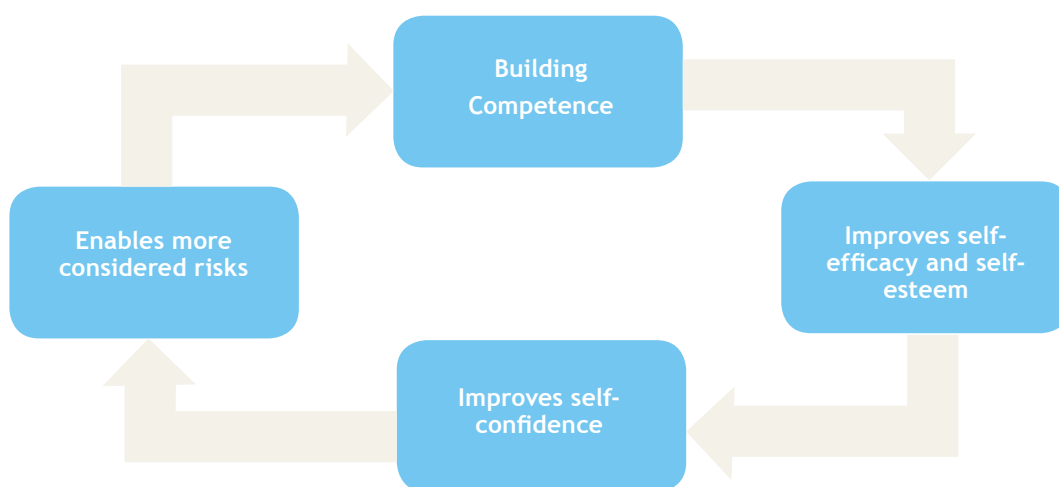 Building
Competence
Improves self-
efficacy and self-
esteem
Improves self-
confidence
Enables more
considered risks